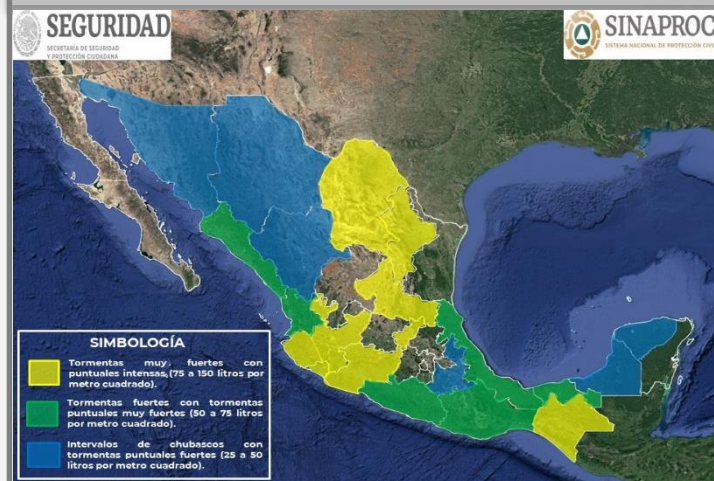 SEGURIDAD
SECRETARÍA DE SEGURIDAD
Y PROTECCIÓN CIUDADANA
SINAPROC
SISTEMA NACIONAL DE PROTECCIÓN CIVIL
SIMBOLOGÍA
Tormentas muy fuertes con
puntuales intensas (75 a 150 litros por
metro cuadrado).
Tormentas fuertes con tormentas
puntuales muy fuertes (50 a 75 litros
por metro cuadrado).
Intervalos de chubascos con
tormentas puntuales fuertes (25 a 50
litros por metro cuadrado).